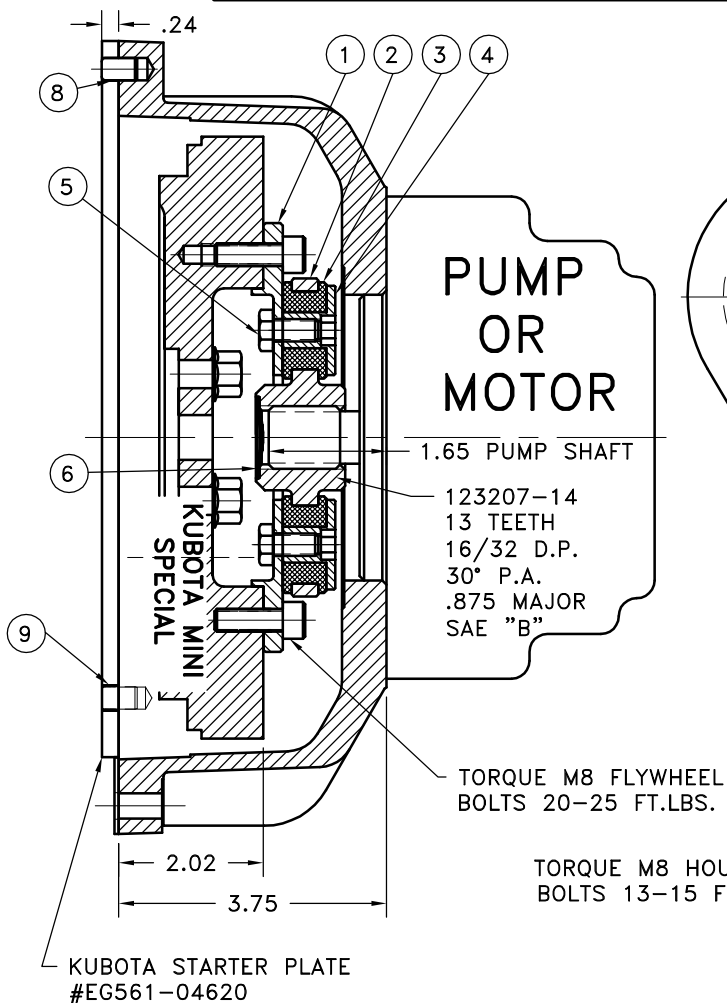 .24
1
2
3
4
8
5
PUMP
OR
MOTOR
1.65 PUMP SHAFT
6
123207-14
13 TEETH
16/32 D.P.
30° P.A.
.875 MAJOR
SAE "B"
KUBOTA MINI
SPECIAL
9
TORQUE M8 FLYWHEEL
BOLTS 20-25 FT.LBS.
2.02
TORQUE M8 HOU
BOLTS 13-15 F
3.75
KUBOTA STARTER PLATE
#EG561-04620